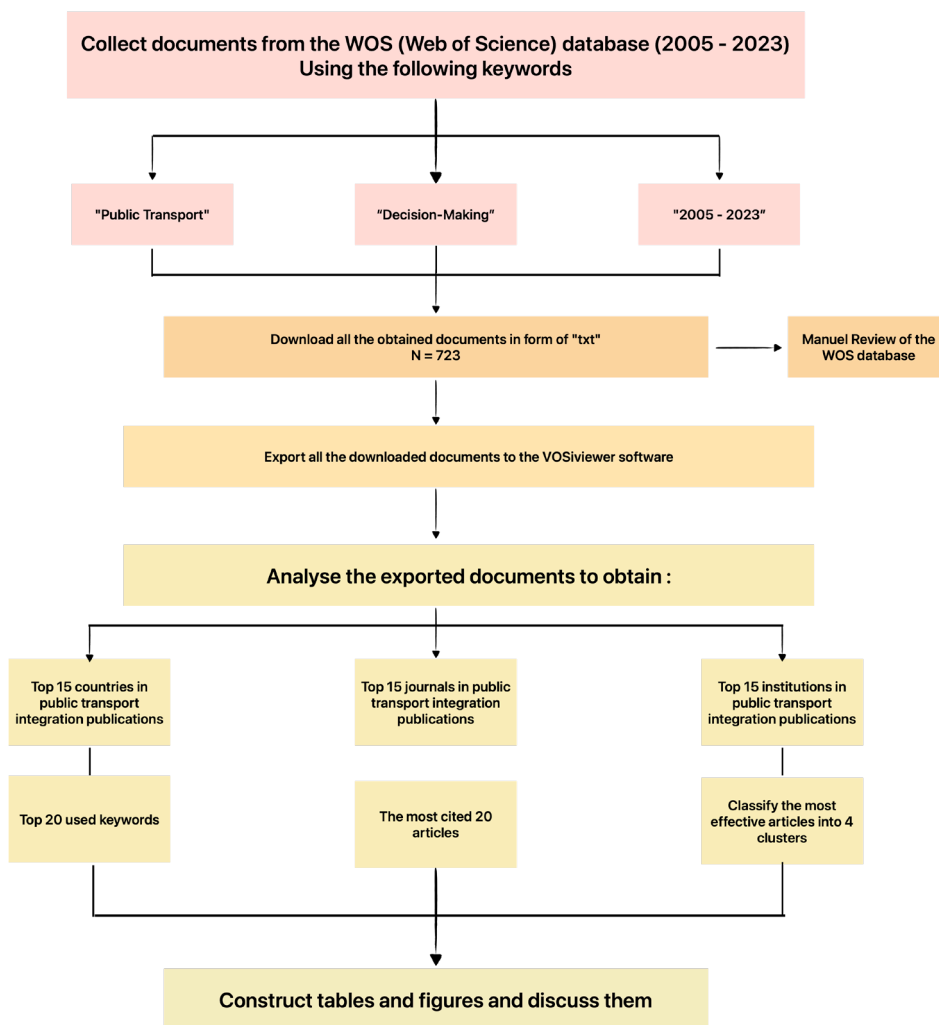 Collect documents from the WOS (Web of Science) database (2005 - 2023)
Using the following keywords
"Public Transport"
“Decision-Making”
"2005 - 2023”
Download all the obtained documents in form of "txt"
N = 723
Manuel Review of the
WOS database
Export all the downloaded documents to the VOSiviewer software
Analyse the exported documents to obtain :
Top 15 countries in
public transport
integration publications
Top 15 journals in public
transport integration
publications
Top 15 institutions in
public transport
integration publications
Top 20 used keywords
The most cited 20
articles
Classify the most
effective articles into 4
clusters
Construct tables and figures and discuss them